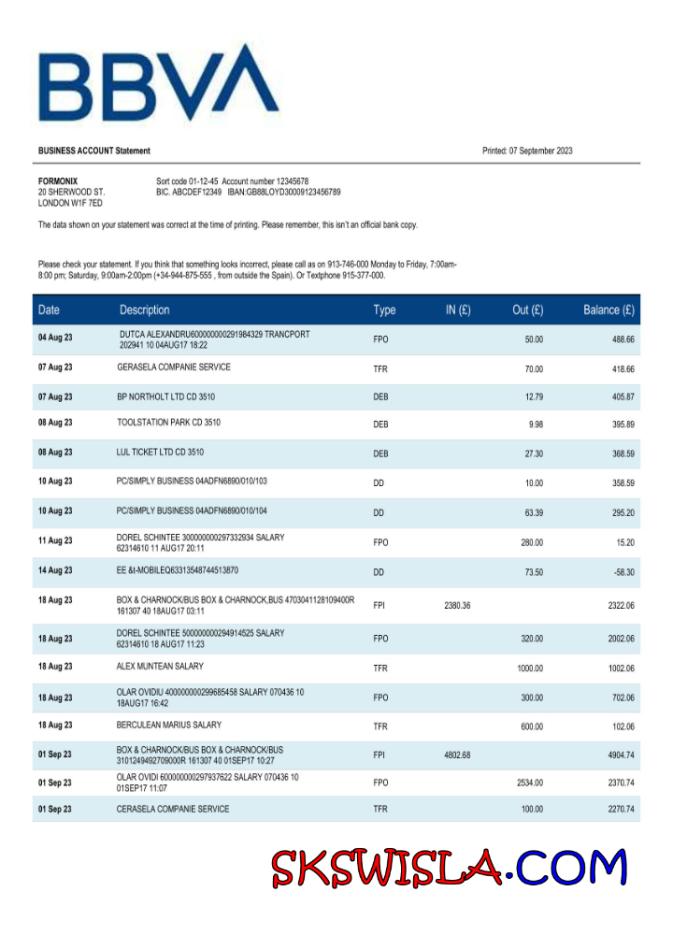 BBVA
BUSINESS ACCOUNT Statement Printed: 07 September 2023
FORMONIX Sort code 01-12-45 Account number 12345678
20 SHERWOOD ST. BIC. ABCDEF12349 IBAN:GB88LOYD30009123456789
LONDON W1F 7ED
The data shown on your statement was correct at the time of printing. Please remember, this isn't an official bank copy.
Please check your statement. If you think that something looks incorrect, please call as on 913-746-000 Monday to Friday, 7:00am-
8:00 pm; Saturday, 9:00am-2:00pm (+34-944-875-555 , from outside the Spain). Or Textphone 915-377-000.
Date Description Type IN (£) Out (£) Balance (£)
04 Aug 23 DUTCA ALEXANDRU600000000291984329 TRANCPORT FPO 50.00 488.66
202941 10 04AUG17 18:22
07 Aug 23 GERASELA COMPANIE SERVICE TFR 70.00 418.66
07 Aug 23 BP NORTHOLT LTD CD 3510 DEB 12.79 405.87
08 Aug 23 TOOLSTATION PARK CD 3510 DEB 9.98 395.89
08 Aug 23 LUL TICKET LTD CD 3510 DEB 27.30 368.59
10 Aug 23 PC/SIMPLY BUSINESS 04ADFN6890/010/103 DD 10.00 358.59
10 Aug 23 PC/SIMPLY BUSINESS 04ADFN6890/010/104 DD 63.39 295.20
11 Aug 23 DOREL SCHINTEE 300000000297332934 SALARY FPO 280.00 15.20
62314610 11 AUG17 20:11
14 Aug 23 EE &t-MOBILEQ63313548744513870 DD 73.50 -58.30
18 Aug 23 BOX & CHARNOCK/BUS BOX & CHARNOCK,BUS 4703041128109400R FPI 2380.36 2322.06
161307 40 18AUG17 03:11
18 Aug 23 DOREL SCHINTEE 500000000294914525 SALARY FPO 320.00 2002.06
62314610 18 AUG17 11:23
18 Aug 23 ALEX MUNTEAN SALARY TFR 1000.00 1002.06
18 Aug 23 OLAR OVIDIU 400000000299685458 SALARY 070436 10 FPO 300.00 702.06
18AUG17 16:42
18 Aug 23 BERCULEAN MARIUS SALARY TFR 600.00 102.06
01 Sep 23 BOX & CHARNOCK/BUS BOX & CHARNOCK/BUS FPI 4802.68 4904.74
3101249492709000R 161307 40 01SEP17 10:27
01 Sep 23 OLAR OVIDI 600000000297937622 SALARY 070436 10 FPO 2534.00 2370.74
01SEP17 11:07
01 Sep 23 CERASELA COMPANIE SERVICE TFR 100.00 2270.74
SKSWISLA.COM